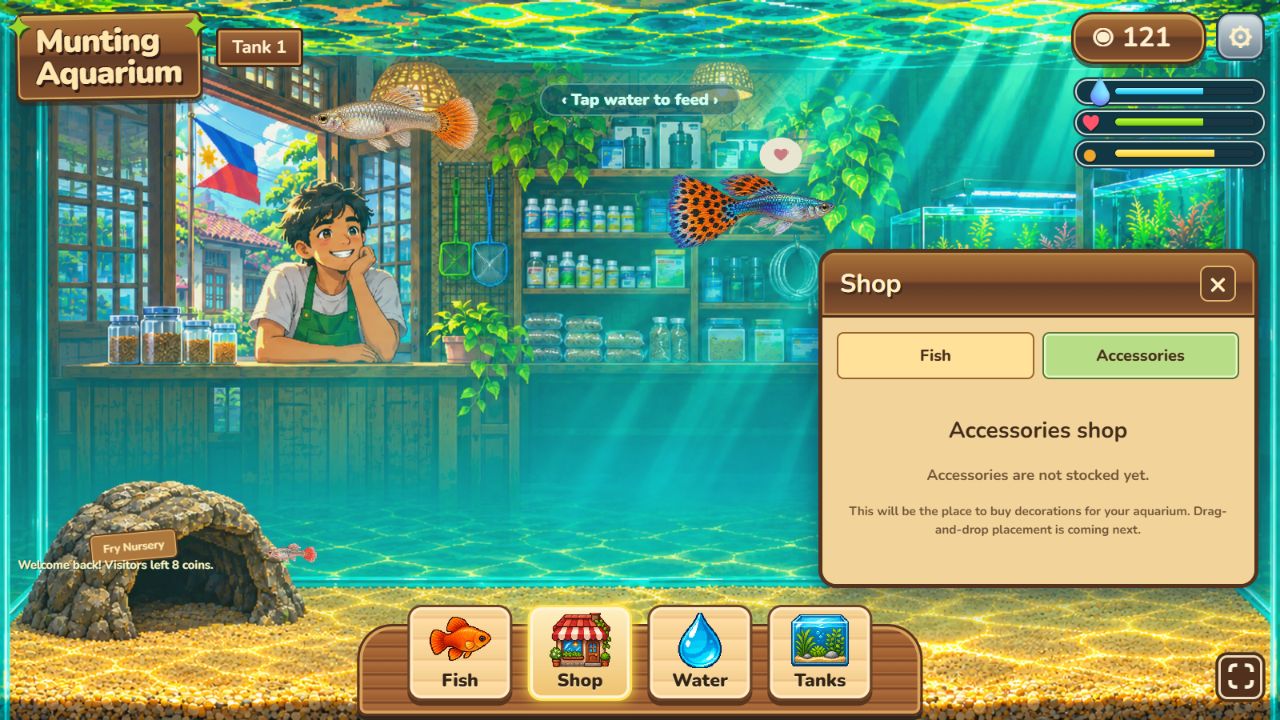 Munting
Aquarium
Tank 1
121
‹ Tap water to feed ›
Shop
Fish
Accessories
Accessories shop
Accessories are not stocked yet.
This will be the place to buy decorations for your aquarium. Drag-
and-drop placement is coming next.
Fry Nursery
Welcome back! Visitors left 8 coins.
Fish
Shop
Water
Tanks